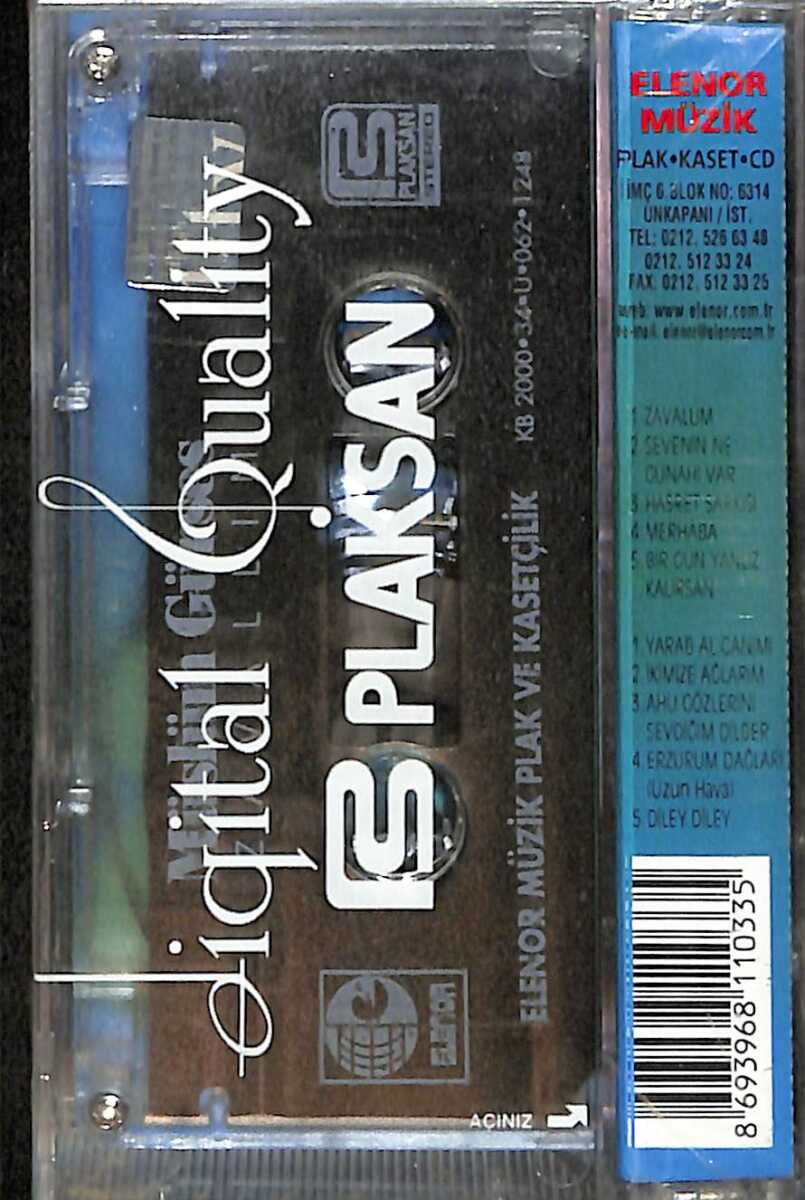 Digital Quality
Müslüm Gürses
PLAKSAN
PLAKSAN
STEREO
ELENOR
ELENOR MÜZİK PLAK VE KASETÇİLİK
KB 2000•34•U•062•1248
AÇINIZ
ELENOR
MÜZİK
PLAK•KASET•CD
İMÇ 6.BLOK NO: 6314
UNKAPANI / İST.
TEL: 0212. 526 63 48
0212. 512 33 24
FAX: 0212. 512 33 25
web: www.elenor.com.tr
e-mail: elenor@elenor.com.tr
1. ZAVALLIM
2. SEVENİN NE
GÜNAHI VAR
3. HASRET ŞARKISI
4. MERHABA
5. BİR GÜN YANLIZ
KALIRSAN
1. YARAB AL CANIMI
2. İKİMİZE AĞLARIM
3. AHU GÖZLERİNİ
SEVDİĞİM DİLBER
4. ERZURUM DAĞLARI
(Uzun Hava)
5. DİLEY DİLEY
8 693968 110335